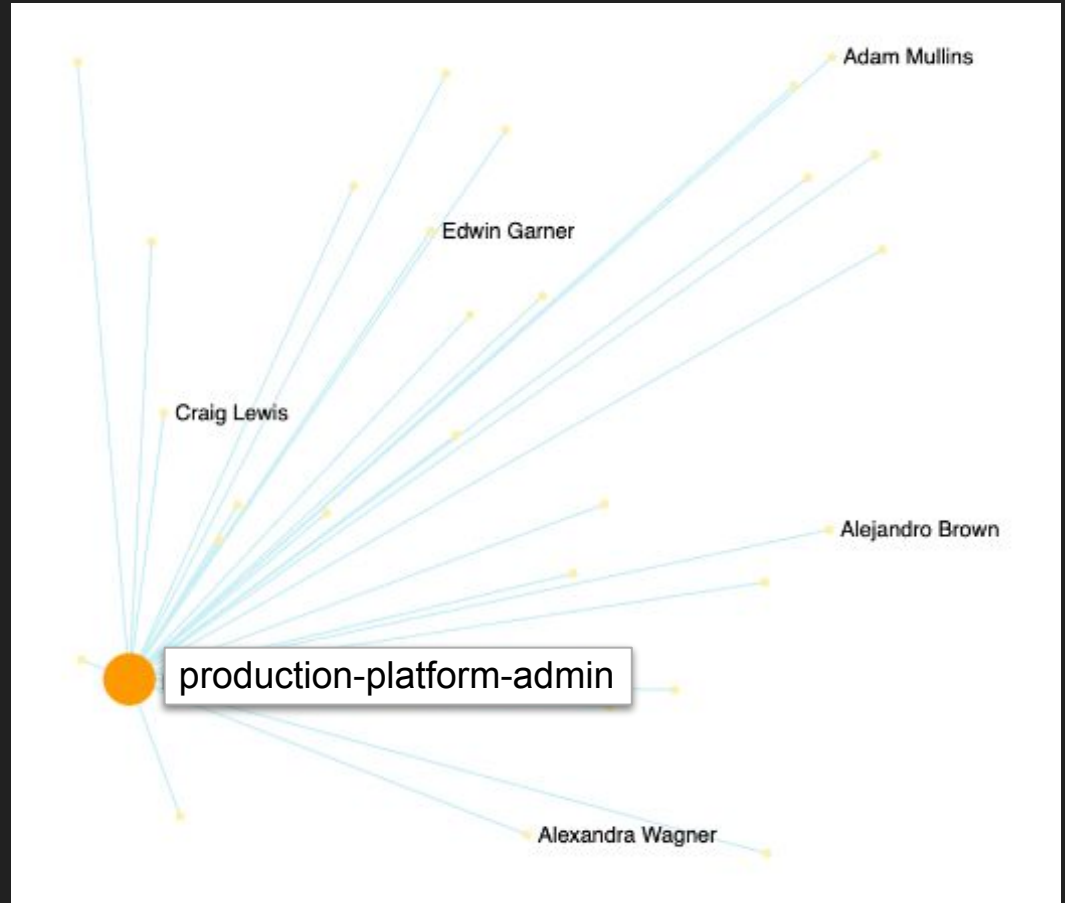 Adam Mullins
Edwin Garner
Craig Lewis
Alejandro Brown
production-platform-admin
Alexandra Wagner